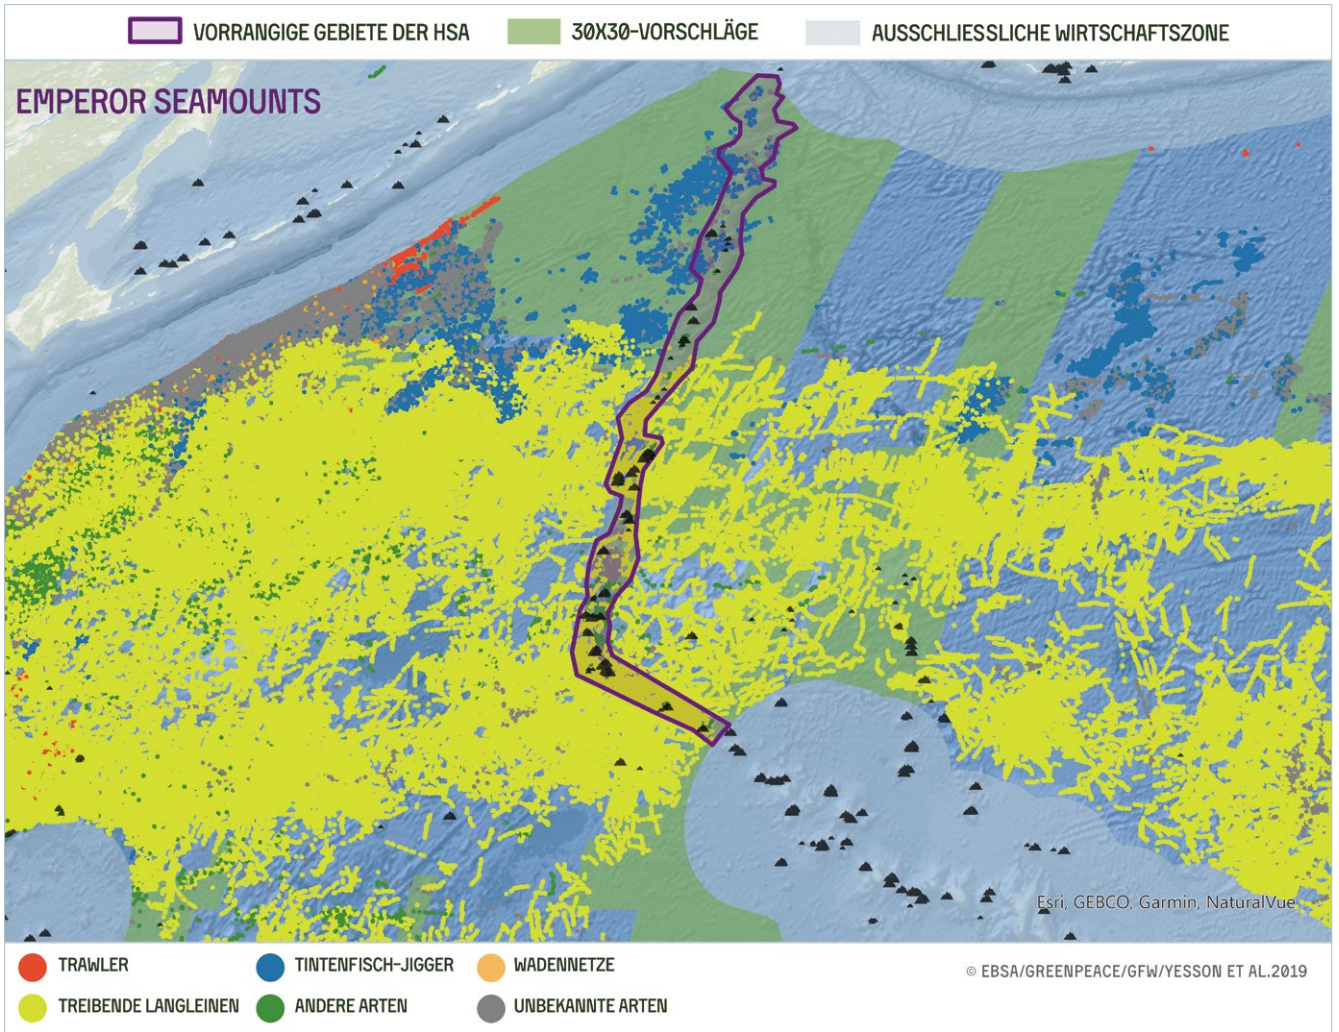 VORRANGIGE GEBIETE DER HSA
30X30-VORSCHLÄGE
AUSSCHLIESSLICHE WIRTSCHAFTSZONE
EMPEROR SEAMOUNTS
Esri, GEBCO, Garmin, NaturalVue
TRAWLER
TINTENFISCH-JIGGER
WADENNETZE
© EBSA/GREENPEACE/GFW/YESSON ET AL.2019
TREIBENDE LANGLEINEN
ANDERE ARTEN
UNBEKANNTE ARTEN